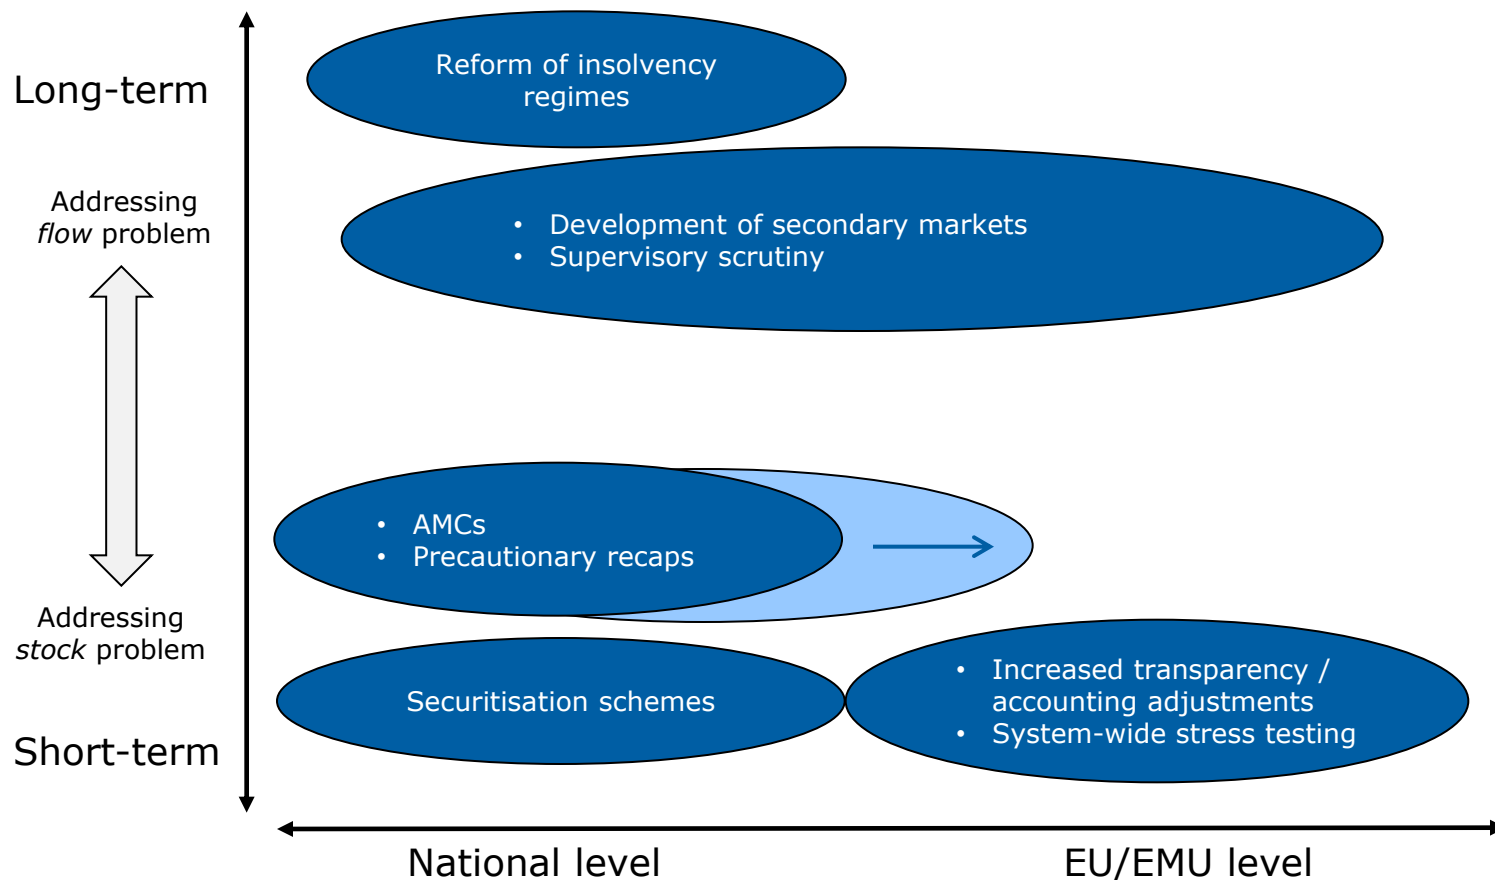 Long-term
Addressing
flow problem
Addressing
stock problem
Short-term
Reform of insolvency
regimes
• Development of secondary markets
• Supervisory scrutiny
• AMCs
• Precautionary recaps
Securitisation schemes
• Increased transparency /
accounting adjustments
• System-wide stress testing
National level
EU/EMU level